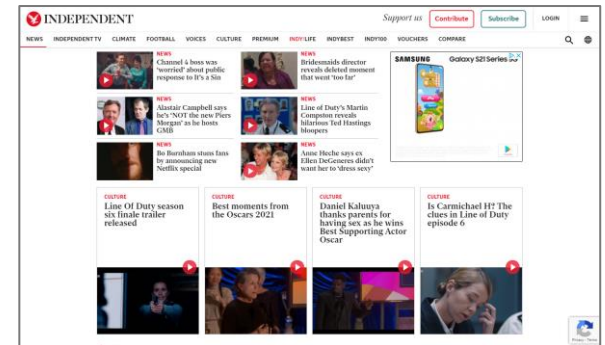 INDEPENDENT
Support us
Contribute
Subscribe
LOGIN
NEWS INDEPENDENT TV CLIMATE FOOTBALL VOICES CULTURE PREMIUM INDY/LIFE INDYBEST INDY100 VOUCHERS COMPARE
NEWS
Channel 4 boss was
'worried' about public
response to It's a Sin
NEWS
Bridesmaids director
reveals deleted moment
that went 'too far'
SAMSUNG Galaxy S21 Series 5G
NEWS
Alastair Campbell says
he's 'NOT the new Piers
Morgan' as he hosts
GMB
NEWS
Line of Duty's Martin
Compston reveals
hilarious Ted Hastings
bloopers
NEWS
Bo Burnham stuns fans
by announcing new
Netflix special
NEWS
Anne Heche says ex
Ellen DeGeneres didn't
want her to 'dress sexy'
CULTURE
Line Of Duty season
six finale trailer
released
CULTURE
Best moments from
the Oscars 2021
CULTURE
Daniel Kaluuya
thanks parents for
having sex as he wins
Best Supporting Actor
Oscar
CULTURE
Is Carmichael H? The
clues in Line of Duty
episode 6
Privacy - Terms